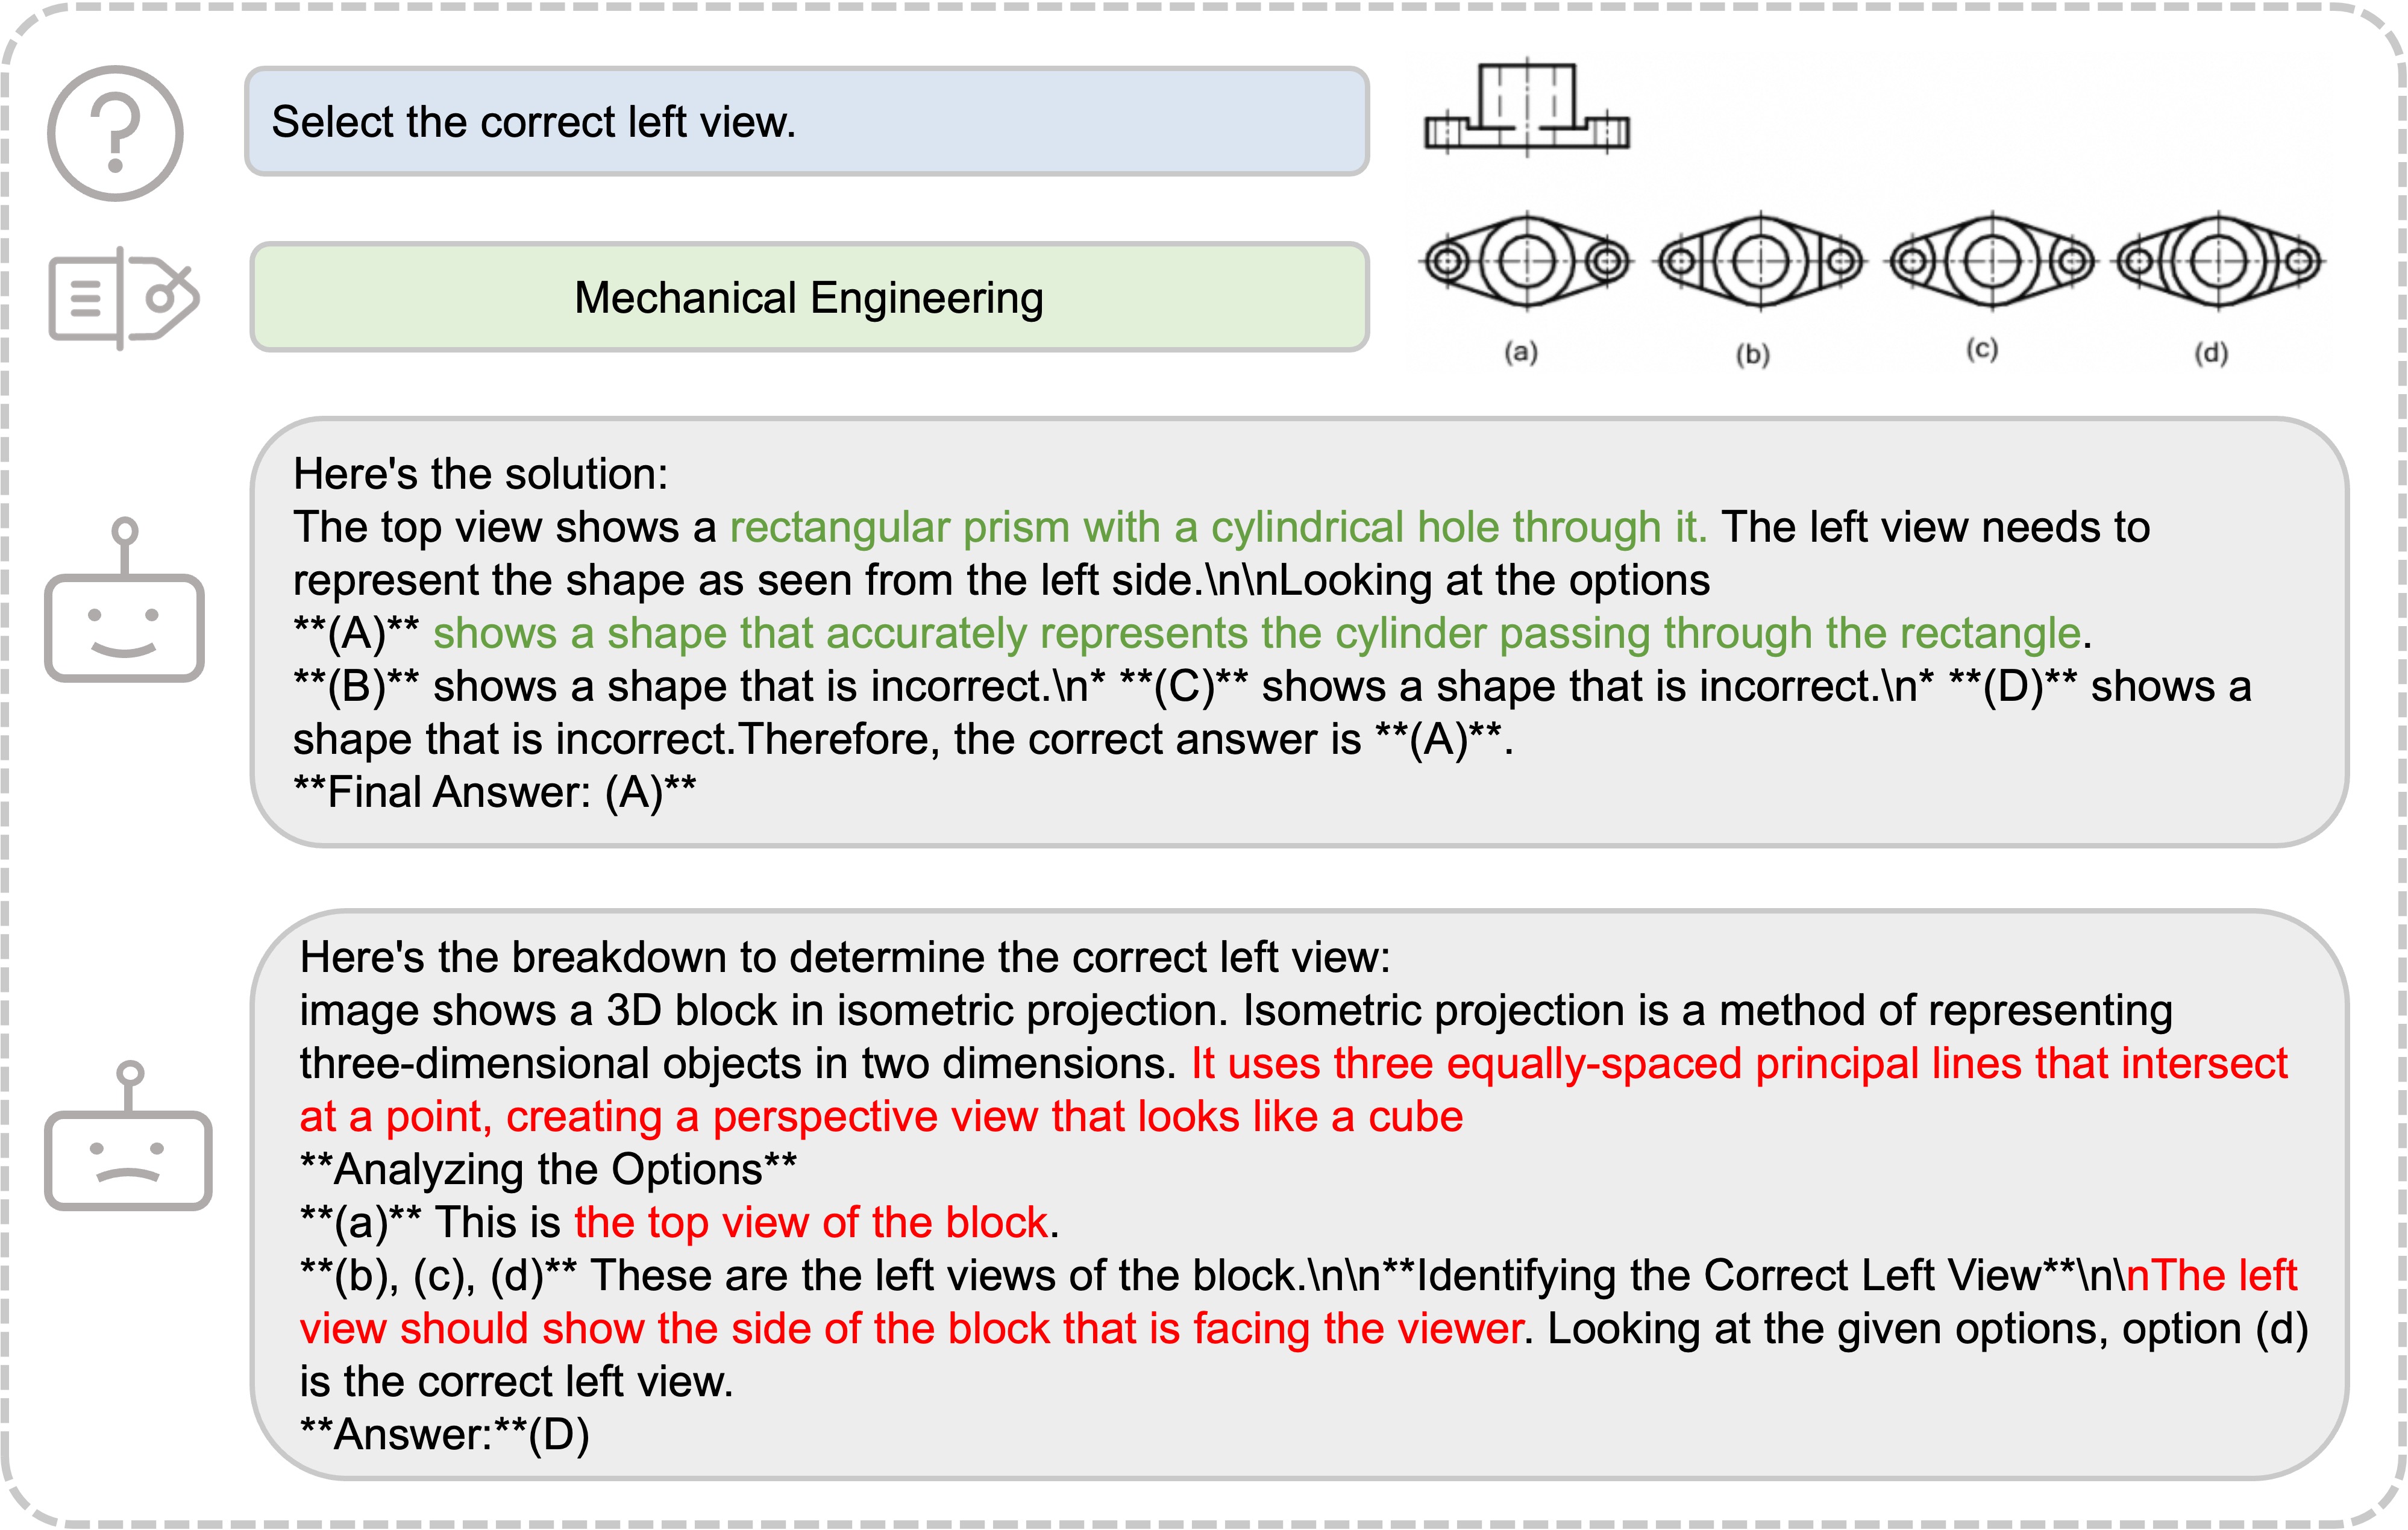 Select the correct left view.
Mechanical Engineering
(a) (b) (c) (d)
Here's the solution:
The top view shows a rectangular prism with a cylindrical hole through it. The left view needs to
represent the shape as seen from the left side.\n\nLooking at the options
**(A)** shows a shape that accurately represents the cylinder passing through the rectangle.
**(B)** shows a shape that is incorrect.\n* **(C)** shows a shape that is incorrect.\n* **(D)** shows a
shape that is incorrect.Therefore, the correct answer is **(A)**.
**Final Answer: (A)**
Here's the breakdown to determine the correct left view:
image shows a 3D block in isometric projection. Isometric projection is a method of representing
three-dimensional objects in two dimensions. It uses three equally-spaced principal lines that intersect
at a point, creating a perspective view that looks like a cube
**Analyzing the Options**
**(a)** This is the top view of the block.
**(b), (c), (d)** These are the left views of the block.\n\n**Identifying the Correct Left View**\n\nThe left
view should show the side of the block that is facing the viewer. Looking at the given options, option (d)
is the correct left view.
**Answer:**(D)